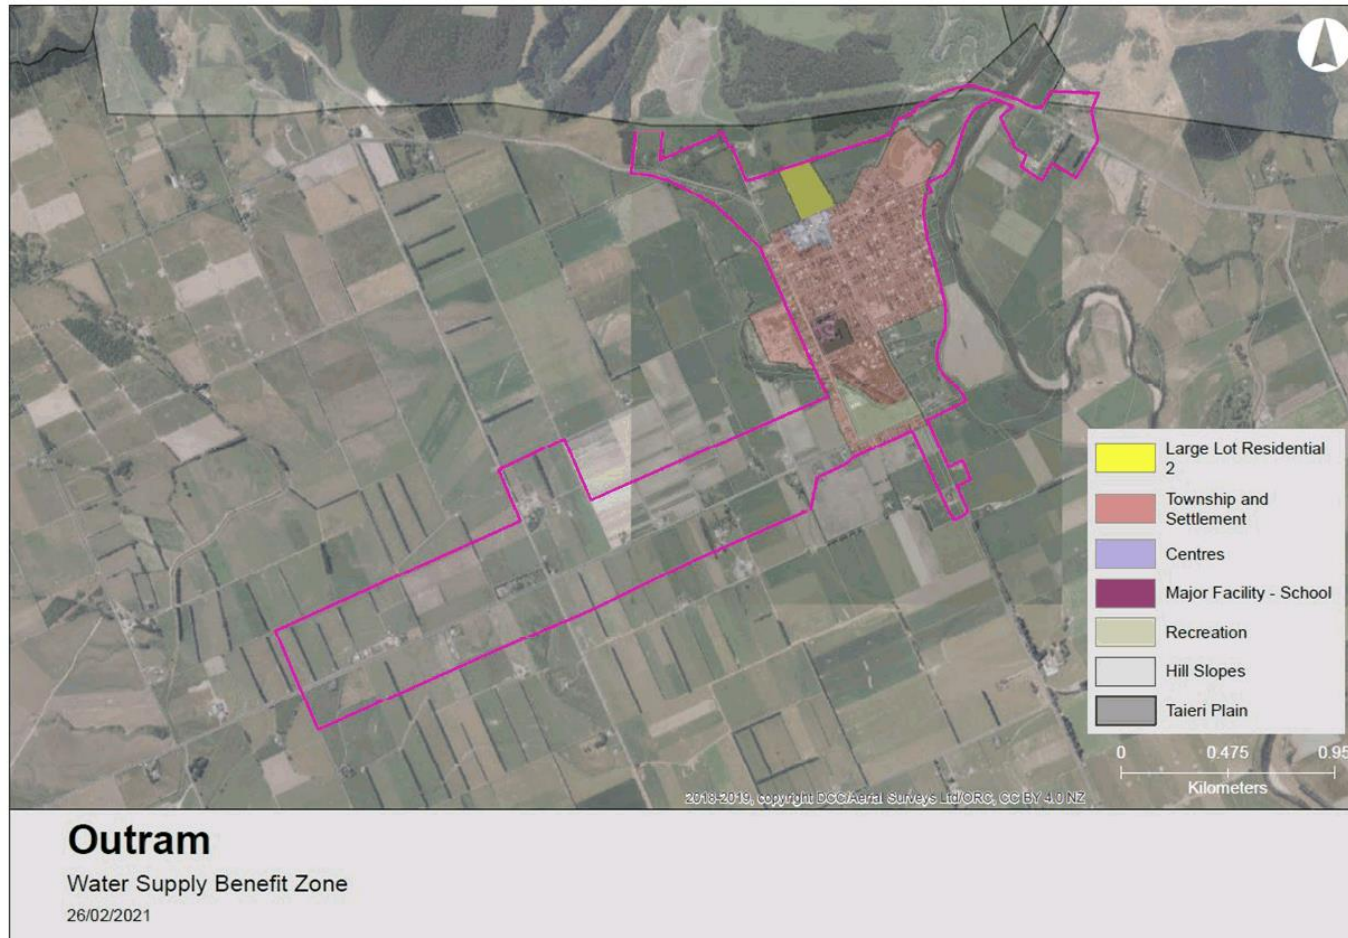 Large Lot Residential
2
Township and
Settlement
Centres
Major Facility - School
Recreation
Hill Slopes
Taieri Plain
0 0.475 0.95
Kilometers
2018-2019, copyright DCC/Aerial Surveys Ltd/ORC, CC BY 4.0 NZ
Outram
Water Supply Benefit Zone
26/02/2021